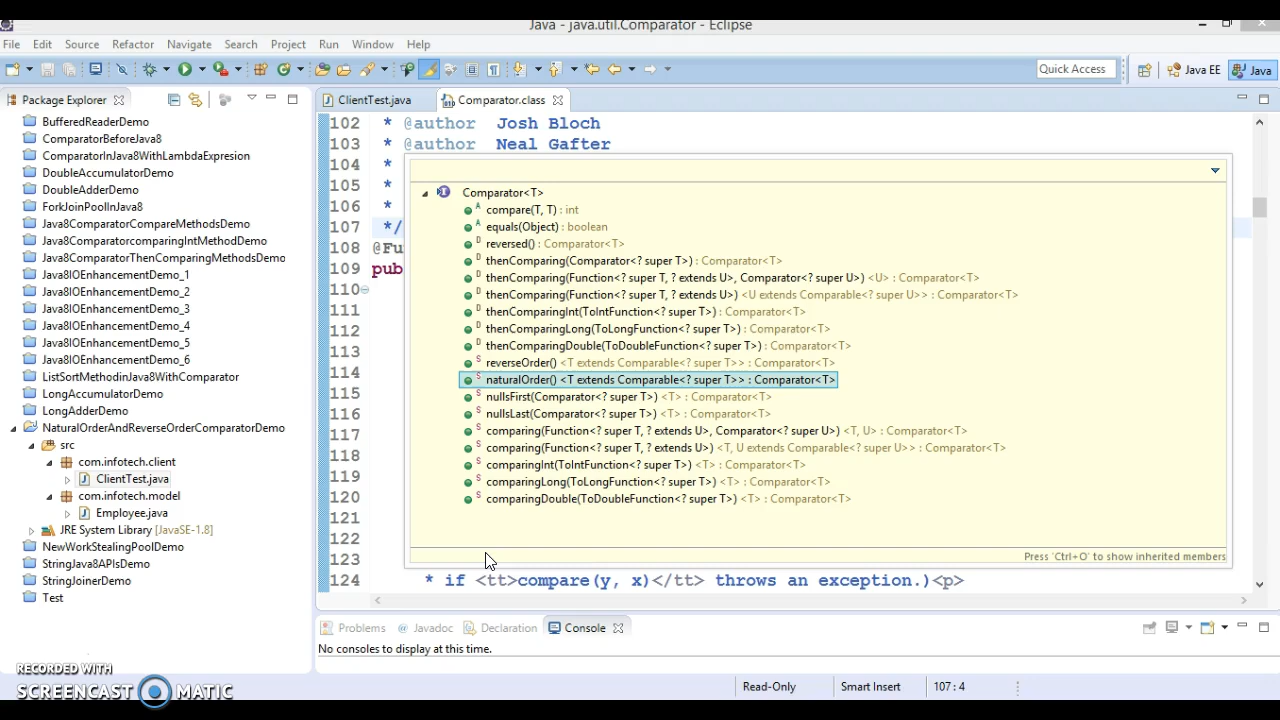 Java - java.util.Comparator - Eclipse
File Edit Source Refactor Navigate Search Project Run Window Help
Quick Access Java EE Java
Package Explorer
ClientTest.java Comparator.class
BufferedReaderDemo
ComparatorBeforeJava8
ComparatorInJava8WithLambdaExpresion
DoubleAccumulatorDemo
DoubleAdderDemo
ForkJoinPoolInJava8
Java8ComparatorCompareMethodsDemo
Java8ComparatorcomparingIntMethodDemo
Java8ComparatorThenComparingMethodsDemo
Java8IOEnhancementDemo_1
Java8IOEnhancementDemo_2
Java8IOEnhancementDemo_3
Java8IOEnhancementDemo_4
Java8IOEnhancementDemo_5
Java8IOEnhancementDemo_6
ListSortMethodinJava8WithComparator
LongAccumulatorDemo
LongAdderDemo
NaturalOrderAndReverseOrderComparatorDemo
src
com.infotech.client
ClientTest.java
com.infotech.model
Employee.java
JRE System Library [JavaSE-1.8]
NewWorkStealingPoolDemo
StringJava8APIsDemo
StringJoinerDemo
Test
102 * @author Josh Bloch
103 * @author Neal Gafter
104 *
105 *
106 *
107 */
108 @Fu
109 pub
110
111
112
113
114
115
116
117
118
119
120
121
122
123
124 * if <tt>compare(y, x)</tt> throws an exception.)<p>
Comparator<T>
compare(T, T) : int
equals(Object) : boolean
reversed() : Comparator<T>
thenComparing(Comparator<? super T>) : Comparator<T>
thenComparing(Function<? super T, ? extends U>, Comparator<? super U>) <U> : Comparator<T>
thenComparing(Function<? super T, ? extends U>) <U extends Comparable<? super U>> : Comparator<T>
thenComparingInt(ToIntFunction<? super T>) : Comparator<T>
thenComparingLong(ToLongFunction<? super T>) : Comparator<T>
thenComparingDouble(ToDoubleFunction<? super T>) : Comparator<T>
reverseOrder() <T extends Comparable<? super T>> : Comparator<T>
naturalOrder() <T extends Comparable<? super T>> : Comparator<T>
nullsFirst(Comparator<? super T>) <T> : Comparator<T>
nullsLast(Comparator<? super T>) <T> : Comparator<T>
comparing(Function<? super T, ? extends U>, Comparator<? super U>) <T, U> : Comparator<T>
comparing(Function<? super T, ? extends U>) <T, U extends Comparable<? super U>> : Comparator<T>
comparingInt(ToIntFunction<? super T>) <T> : Comparator<T>
comparingLong(ToLongFunction<? super T>) <T> : Comparator<T>
comparingDouble(ToDoubleFunction<? super T>) <T> : Comparator<T>
Press 'Ctrl+O' to show inherited members
Problems Javadoc Declaration Console
No consoles to display at this time.
Read-Only Smart Insert 107 : 4
RECORDED WITH
SCREENCAST MATIC